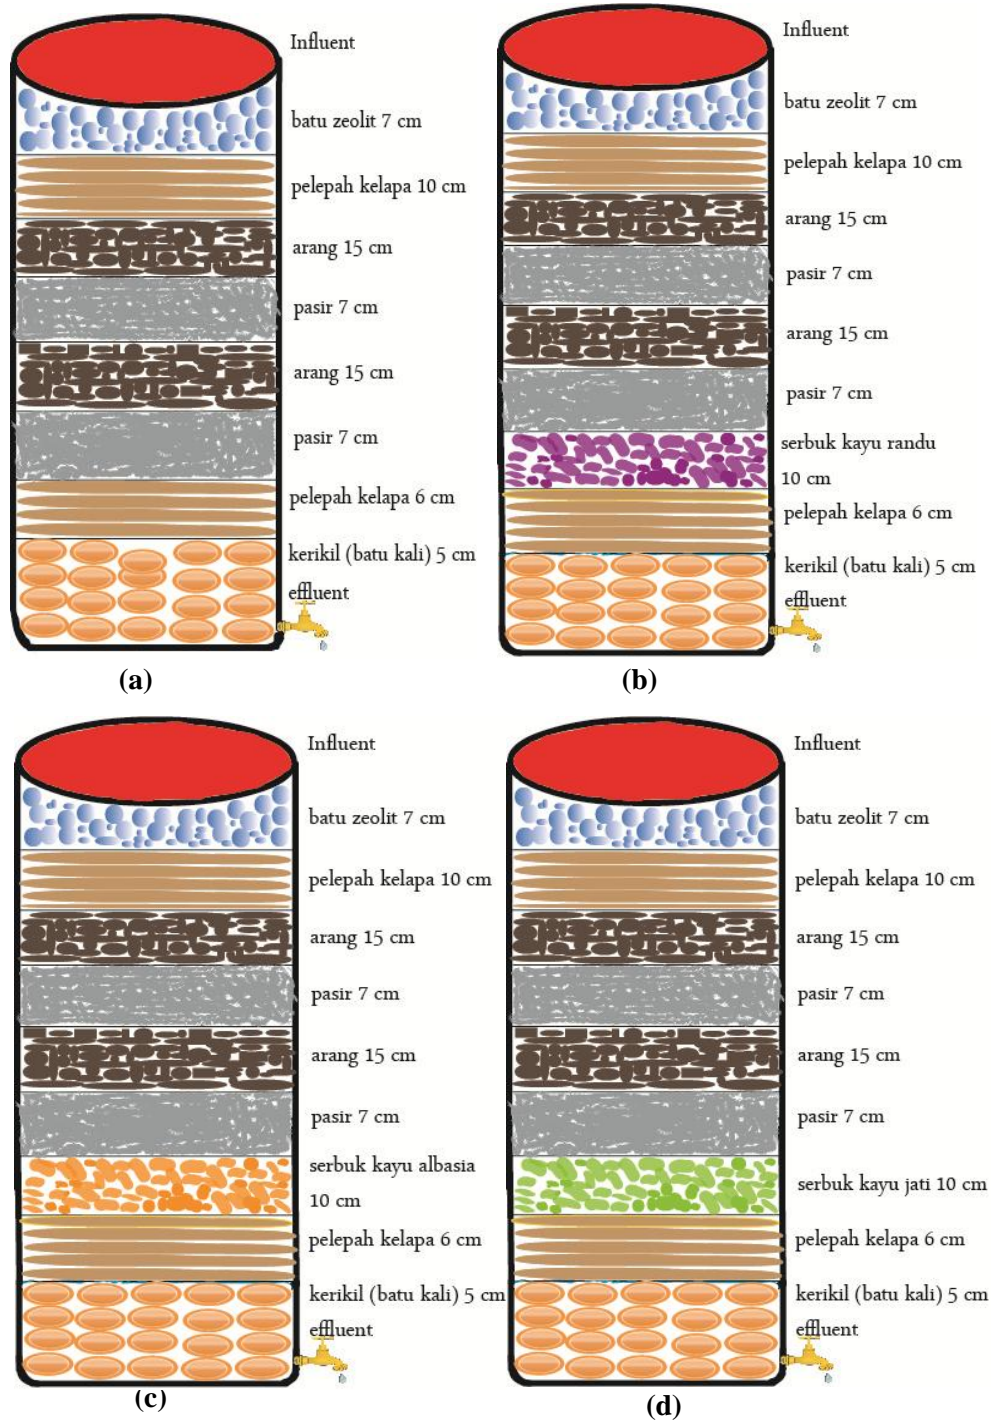 Influent
batu zeolit 7 cm
pelepah kelapa 10 cm
arang 15 cm
pasir 7 cm
arang 15 cm
pasir 7 cm
pelepah kelapa 6 cm
kerikil (batu kali) 5 cm
effluent
(a)
Influent
batu zeolit 7 cm
pelepah kelapa 10 cm
arang 15 cm
pasir 7 cm
arang 15 cm
pasir 7 cm
serbuk kayu randu
10 cm
pelepah kelapa 6 cm
kerikil (batu kali) 5 cm
effluent
(b)
Influent
batu zeolit 7 cm
pelepah kelapa 10 cm
arang 15 cm
pasir 7 cm
arang 15 cm
pasir 7 cm
serbuk kayu albasia
10 cm
pelepah kelapa 6 cm
kerikil (batu kali) 5 cm
effluent
(c)
Influent
batu zeolit 7 cm
pelepah kelapa 10 cm
arang 15 cm
pasir 7 cm
arang 15 cm
pasir 7 cm
serbuk kayu jati 10 cm
pelepah kelapa 6 cm
kerikil (batu kali) 5 cm
effluent
(d)